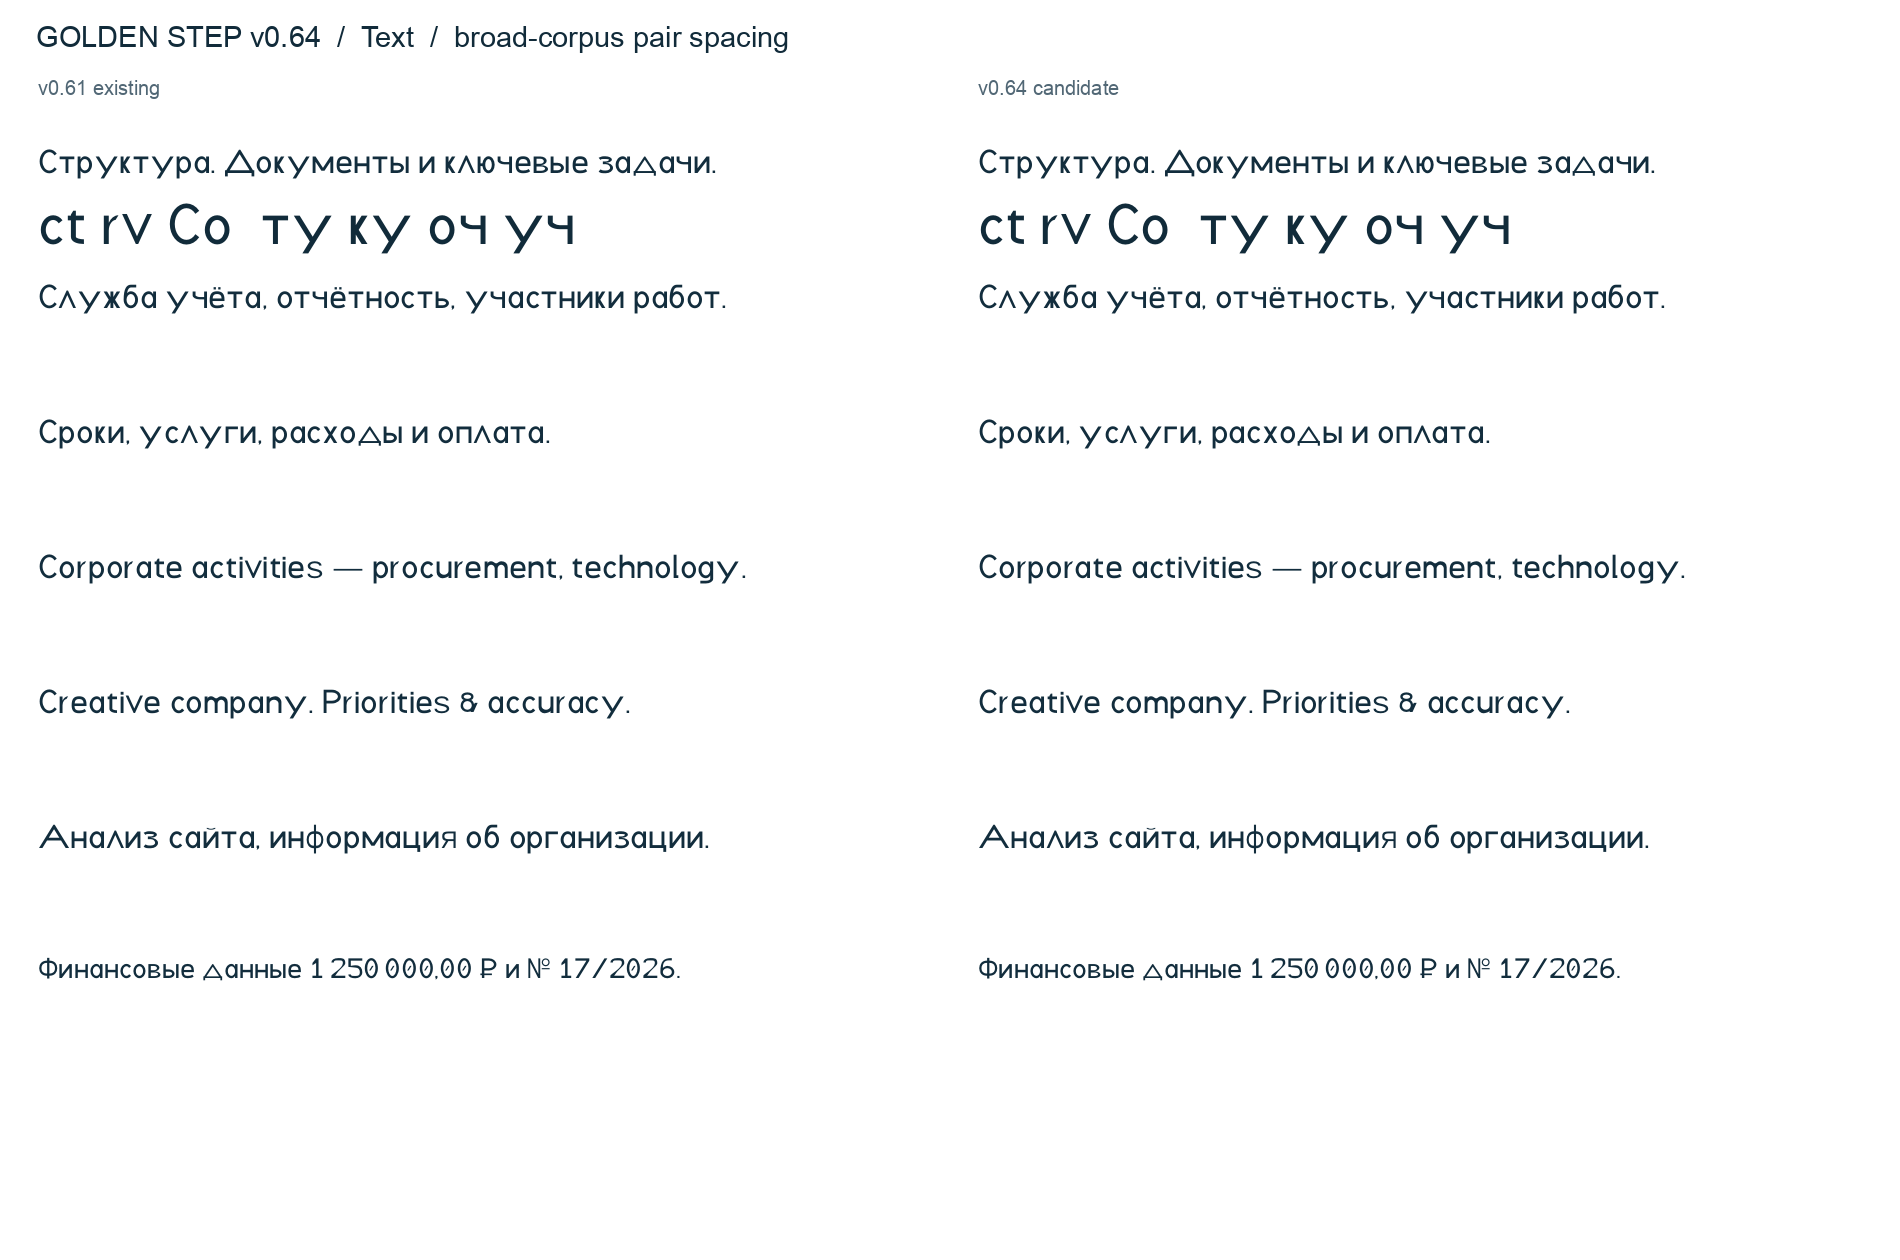 GOLDEN STEP v0.64 / Text / broad-corpus pair spacing
v0.61 existing
Структура. Документы и ключевые задачи.
ct rv Co ту ку оч уч
Служба учёта, отчётность, участники работ.
Сроки, услуги, расходы и оплата.
Corporate activities — procurement, technology.
Creative company. Priorities & accuracy.
Анализ сайта, информация об организации.
Финансовые данные 1 250 000,00 ₽ и № 17/2026.
v0.64 candidate
Структура. Документы и ключевые задачи.
ct rv Co ту ку оч уч
Служба учёта, отчётность, участники работ.
Сроки, услуги, расходы и оплата.
Corporate activities — procurement, technology.
Creative company. Priorities & accuracy.
Анализ сайта, информация об организации.
Финансовые данные 1 250 000,00 ₽ и № 17/2026.